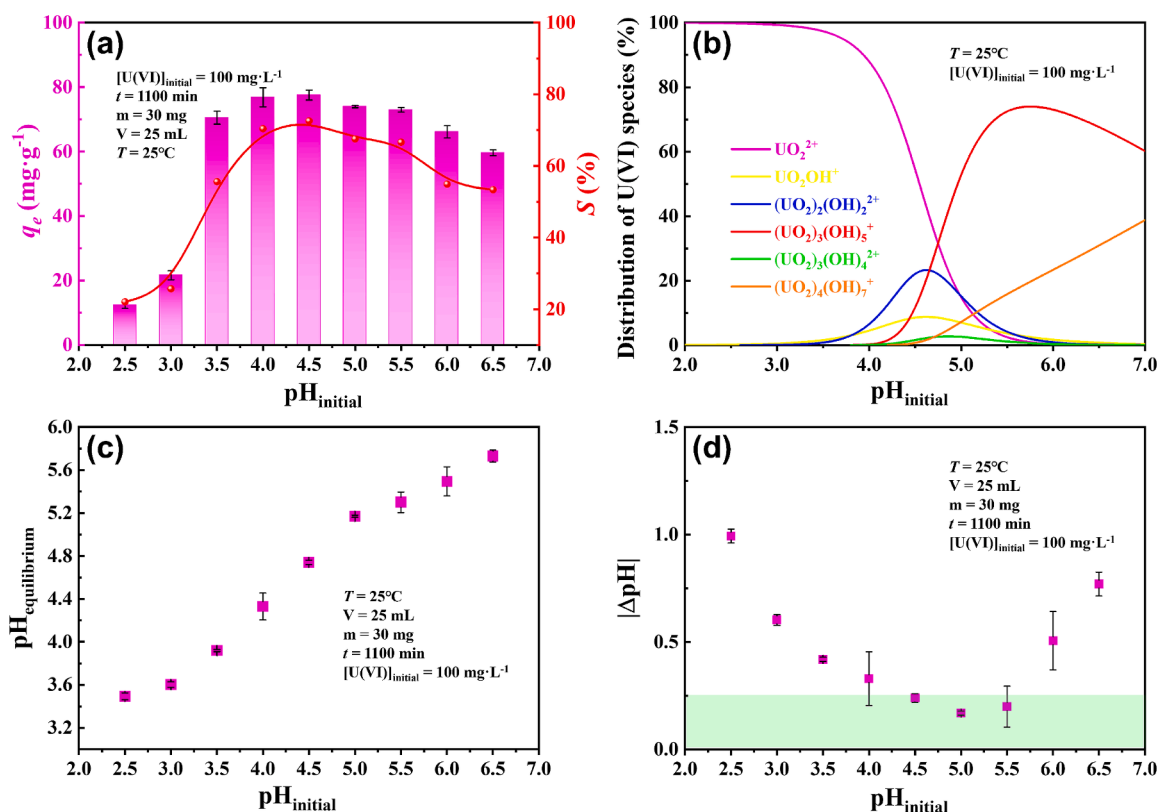 (a)
[U(VI)]initial = 100 mg·L-1
t = 1100 min
m = 30 mg
V = 25 mL
T = 25°C
qe (mg·g-1)
100
80
60
40
20
0
S (%)
100
80
60
40
20
2.0 2.5 3.0 3.5 4.0 4.5 5.0 5.5 6.0 6.5 7.0
pHinitial
(b)
T = 25°C
[U(VI)]initial = 100 mg·L-1
UO2 2+
UO2OH+
(UO2)2(OH)2 2+
(UO2)3(OH)5 +
(UO2)3(OH)4 2+
(UO2)4(OH)7 +
Distribution of U(VI) species (%)
100
80
60
40
20
0
2.0 3.0 4.0 5.0 6.0 7.0
pHinitial
(c)
T = 25°C
V = 25 mL
m = 30 mg
t = 1100 min
[U(VI)]initial = 100 mg·L-1
pHequilibrium
6.0
5.6
5.2
4.8
4.4
4.0
3.6
3.2
2.0 2.5 3.0 3.5 4.0 4.5 5.0 5.5 6.0 6.5 7.0
pHinitial
(d)
T = 25°C
V = 25 mL
m = 30 mg
t = 1100 min
[U(VI)]initial = 100 mg·L-1
|ΔpH|
1.5
1.0
0.5
0.0
2.0 2.5 3.0 3.5 4.0 4.5 5.0 5.5 6.0 6.5 7.0
pHinitial